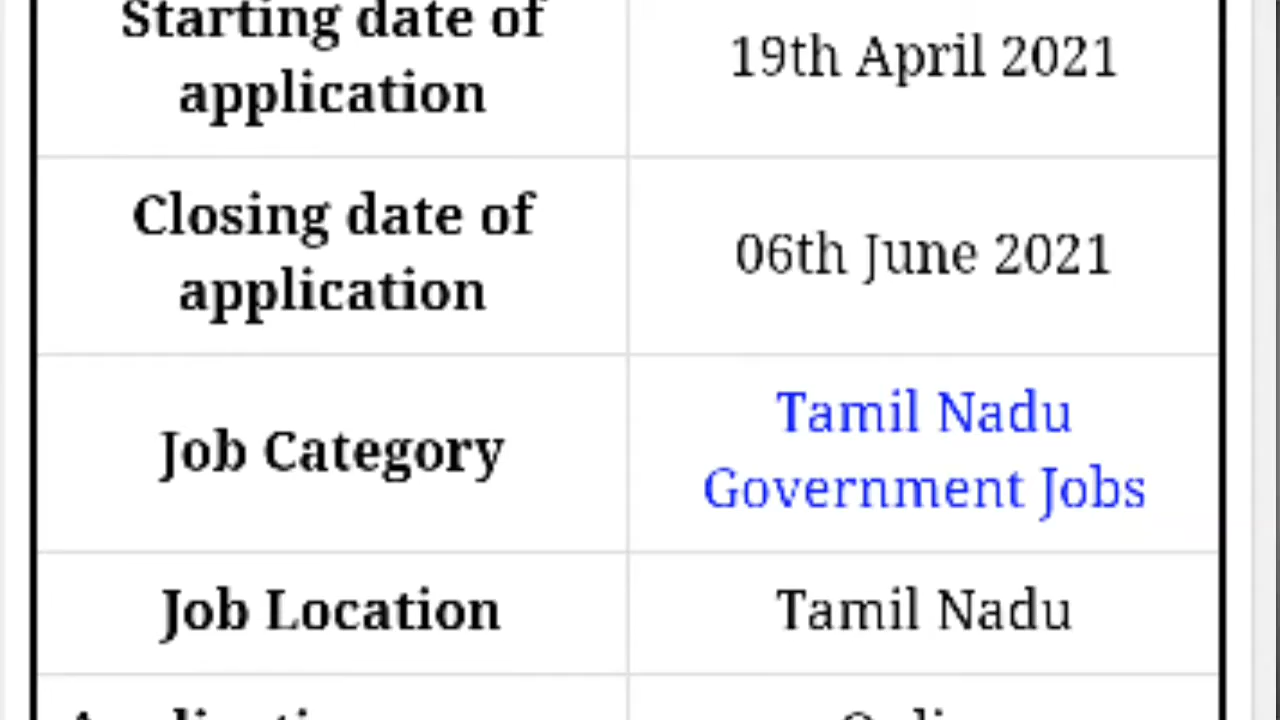 Starting date of
application
19th April 2021
Closing date of
application
06th June 2021
Job Category
Tamil Nadu
Government Jobs
Job Location
Tamil Nadu